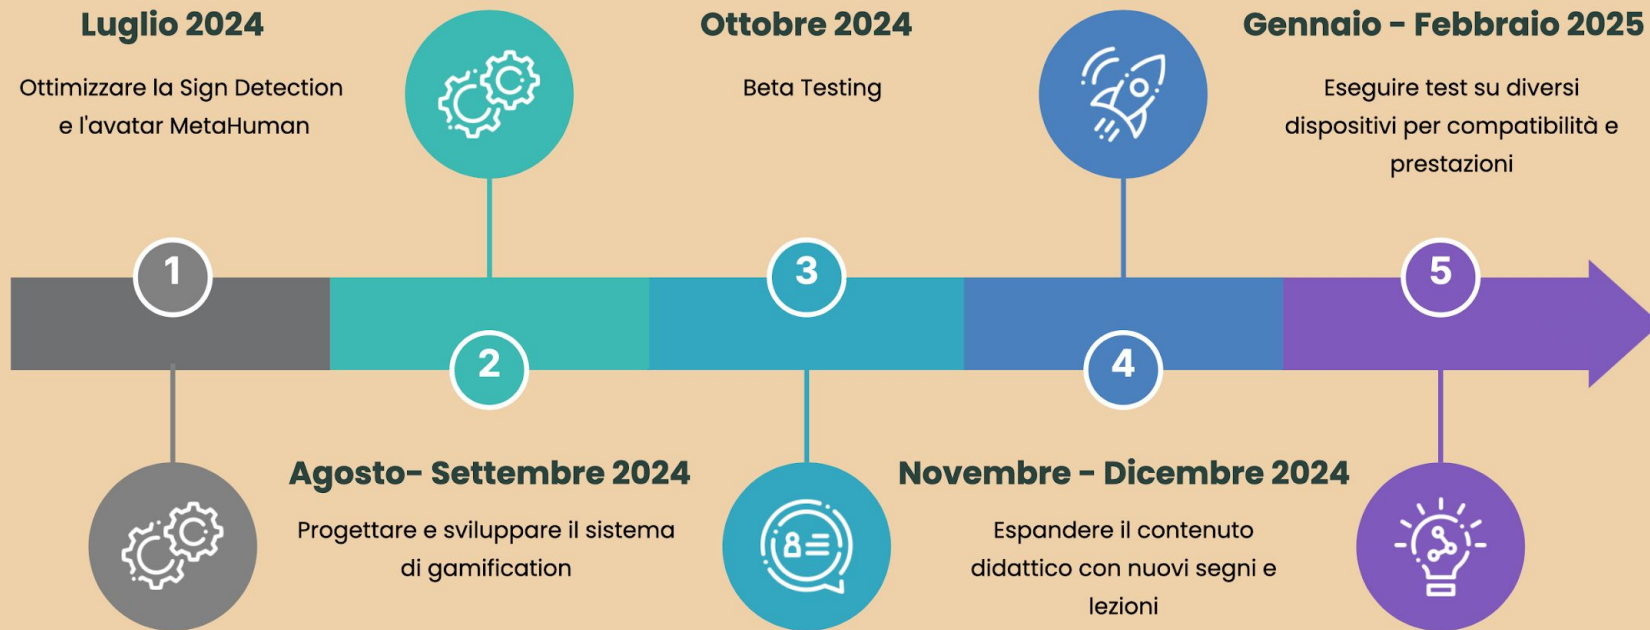 Luglio 2024
Ottimizzare la Sign Detection
e l'avatar MetaHuman
1
Agosto- Settembre 2024
Progettare e sviluppare il sistema
di gamification
2
Ottobre 2024
Beta Testing
3
Novembre - Dicembre 2024
Espandere il contenuto
didattico con nuovi segni e
lezioni
4
Gennaio - Febbraio 2025
Eseguire test su diversi
dispositivi per compatibilità e
prestazioni
5